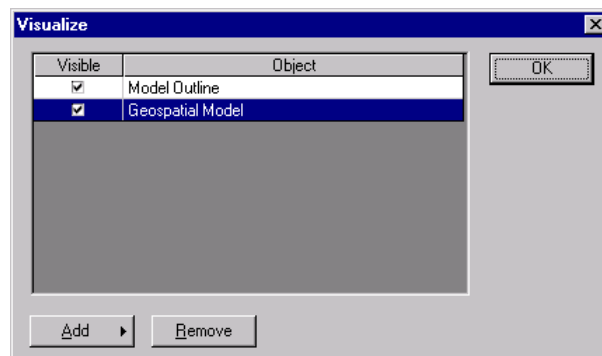 Visualize
Visible Object
OK
Model Outline
Geospatial Model
Add Remove